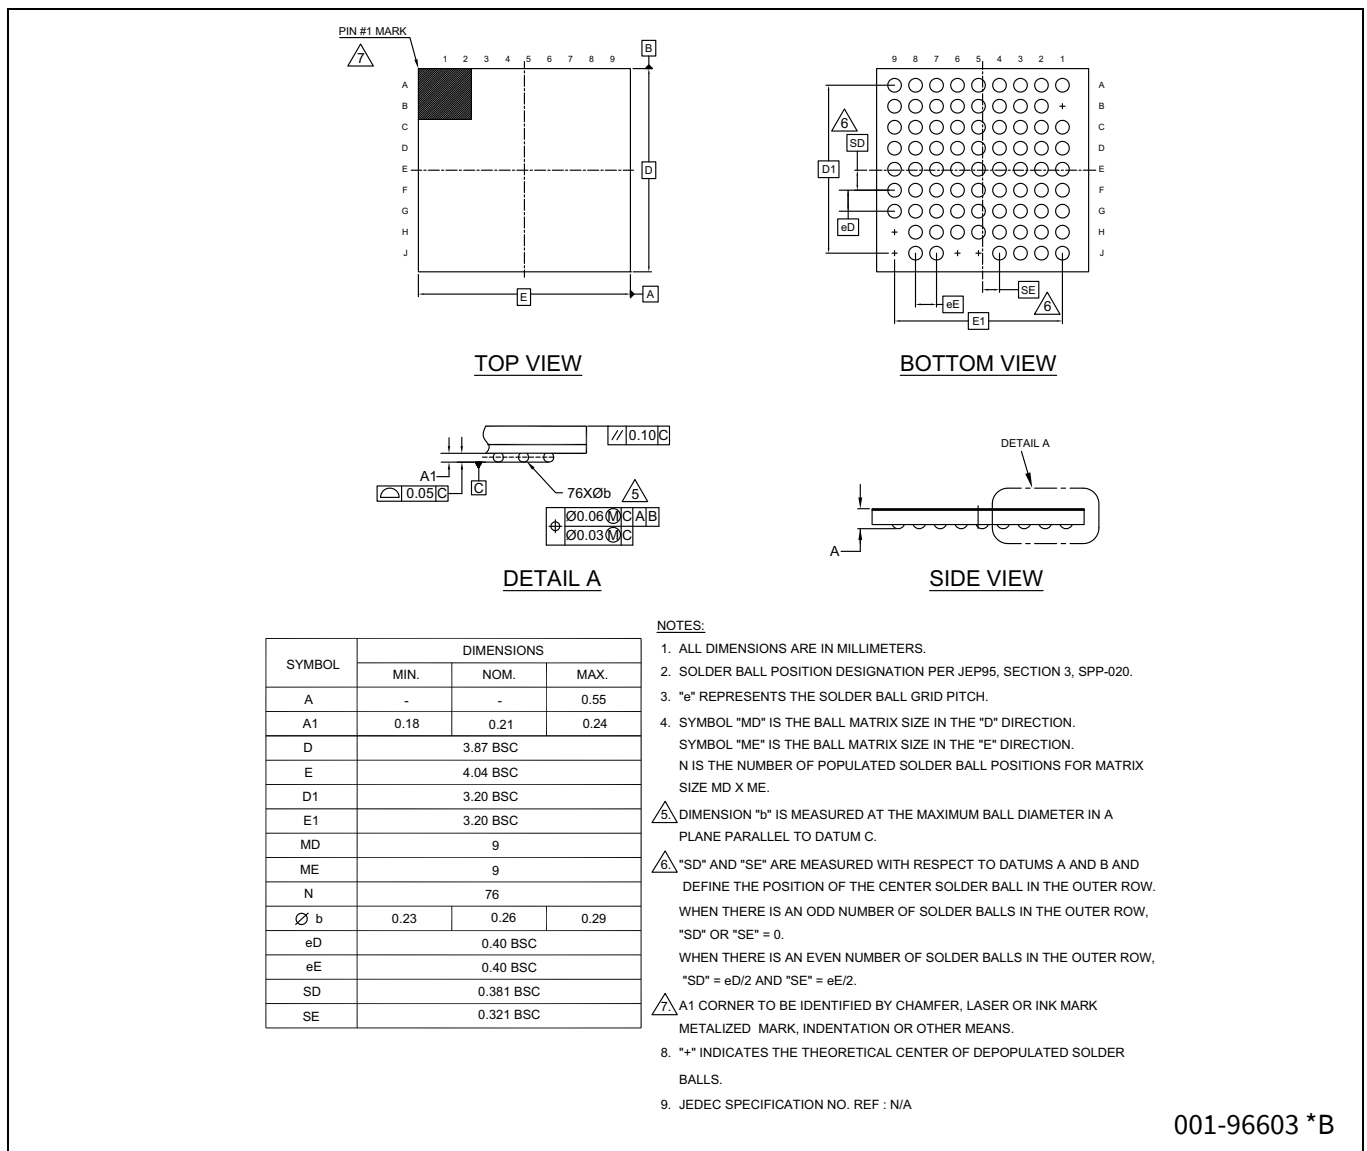 PIN #1 MARK
7
1 2 3 4 5 6 7 8 9
A
B
C
D
E
F
G
H
J
B
D
E
A
TOP VIEW
9 8 7 6 5 4 3 2 1
A
B
C
D
E
F
G
H
J
6
SD
D1
eD
SE
6
eE
E1
BOTTOM VIEW
// 0.10 C
A1
0.05 C
C
76XØb 5
Ø0.06 Ⓜ C A B
Ø0.03 Ⓜ C
DETAIL A
DETAIL A
A
SIDE VIEW
SYMBOL DIMENSIONS
MIN. NOM. MAX.
A - - 0.55
A1 0.18 0.21 0.24
D 3.87 BSC
E 4.04 BSC
D1 3.20 BSC
E1 3.20 BSC
MD 9
ME 9
N 76
Ø b 0.23 0.26 0.29
eD 0.40 BSC
eE 0.40 BSC
SD 0.381 BSC
SE 0.321 BSC
NOTES:
1. ALL DIMENSIONS ARE IN MILLIMETERS.
2. SOLDER BALL POSITION DESIGNATION PER JEP95, SECTION 3, SPP-020.
3. "e" REPRESENTS THE SOLDER BALL GRID PITCH.
4. SYMBOL "MD" IS THE BALL MATRIX SIZE IN THE "D" DIRECTION.
SYMBOL "ME" IS THE BALL MATRIX SIZE IN THE "E" DIRECTION.
N IS THE NUMBER OF POPULATED SOLDER BALL POSITIONS FOR MATRIX
SIZE MD X ME.
5. DIMENSION "b" IS MEASURED AT THE MAXIMUM BALL DIAMETER IN A
PLANE PARALLEL TO DATUM C.
6. "SD" AND "SE" ARE MEASURED WITH RESPECT TO DATUMS A AND B AND
DEFINE THE POSITION OF THE CENTER SOLDER BALL IN THE OUTER ROW.
WHEN THERE IS AN ODD NUMBER OF SOLDER BALLS IN THE OUTER ROW,
"SD" OR "SE" = 0.
WHEN THERE IS AN EVEN NUMBER OF SOLDER BALLS IN THE OUTER ROW,
"SD" = eD/2 AND "SE" = eE/2.
7. A1 CORNER TO BE IDENTIFIED BY CHAMFER, LASER OR INK MARK
METALIZED MARK, INDENTATION OR OTHER MEANS.
8. "+" INDICATES THE THEORETICAL CENTER OF DEPOPULATED SOLDER
BALLS.
9. JEDEC SPECIFICATION NO. REF : N/A
001-96603 *B